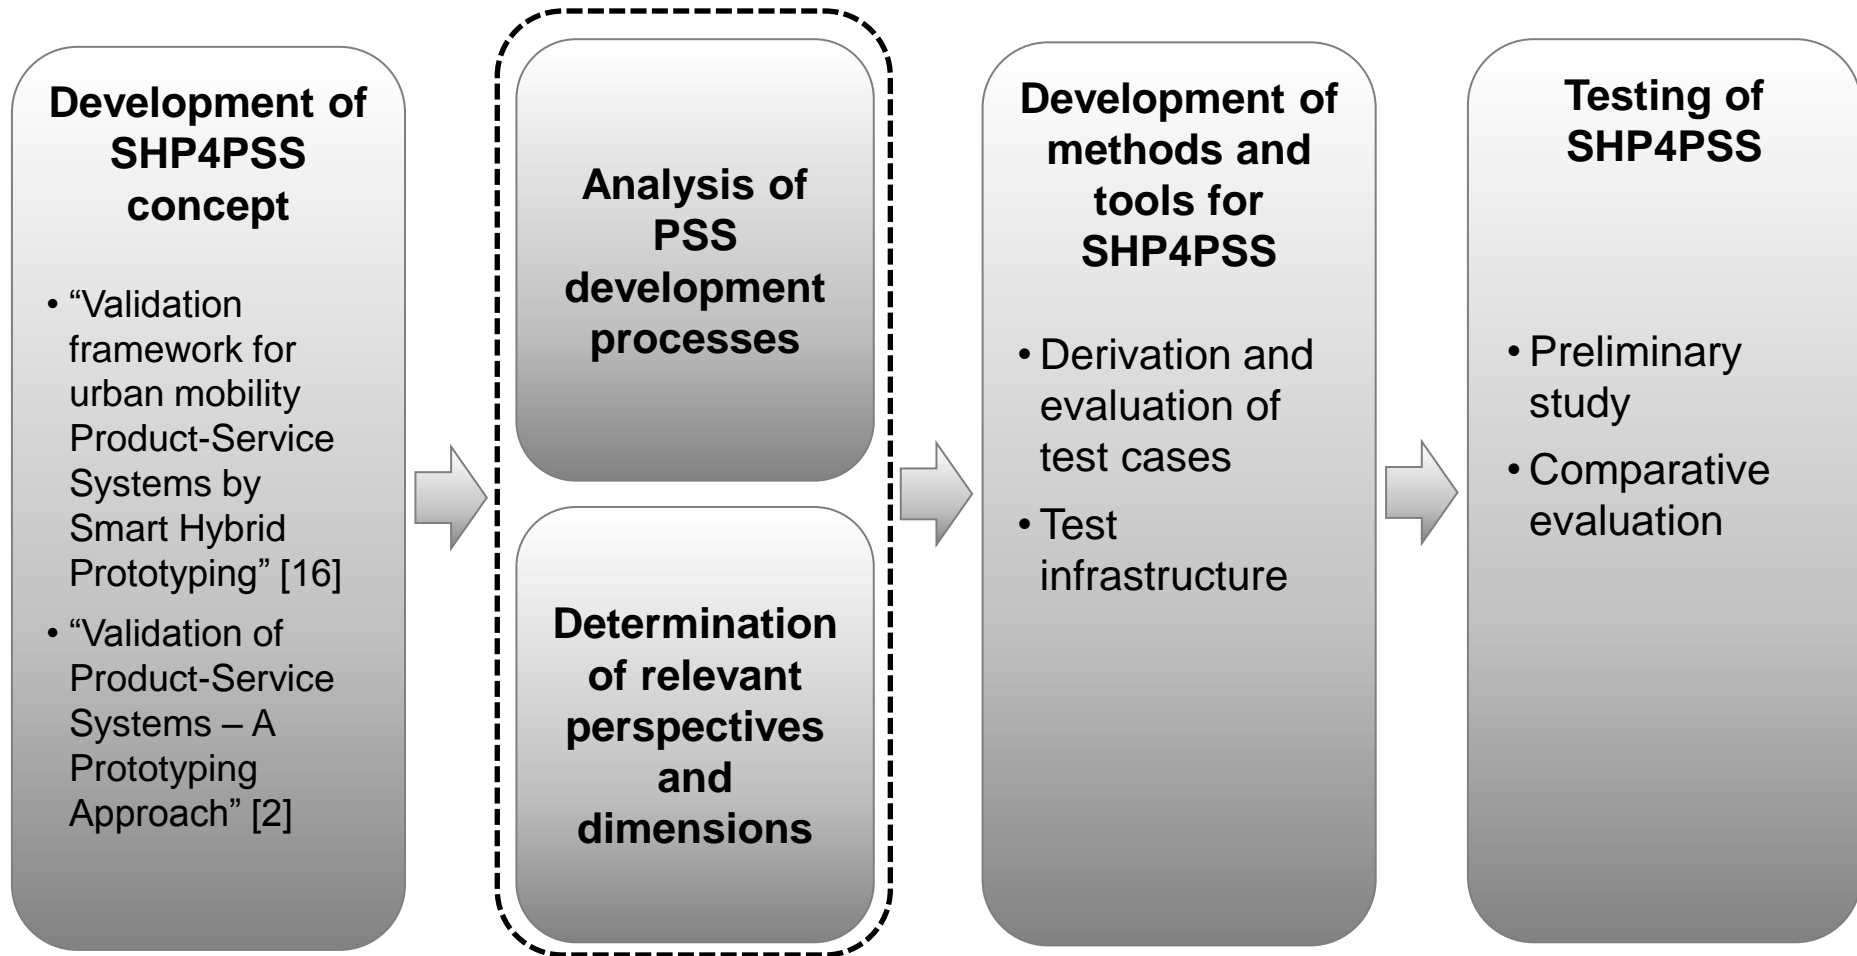 Development of
SHP4PSS
concept
• “Validation
framework for
urban mobility
Product-Service
Systems by
Smart Hybrid
Prototyping” [16]
• “Validation of
Product-Service
Systems – A
Prototyping
Approach” [2]
Analysis of
PSS
development
processes
Determination
of relevant
perspectives
and
dimensions
Development of
methods and
tools for
SHP4PSS
• Derivation and
evaluation of
test cases
• Test
infrastructure
Testing of
SHP4PSS
• Preliminary
study
• Comparative
evaluation